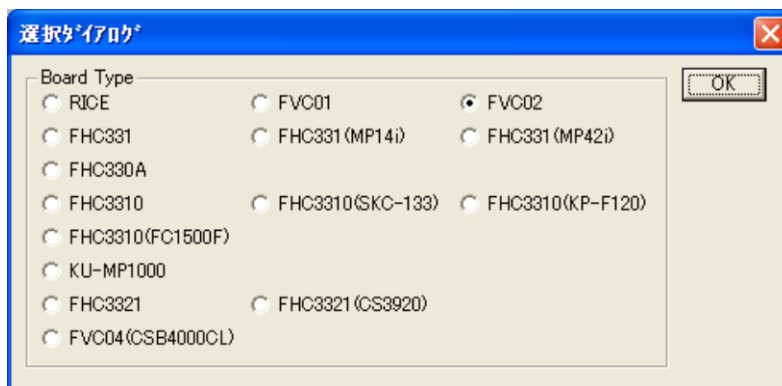 選択ﾀﾞｲｱﾛｸﾞ
Board Type
OK
RICE FVC01 FVC02
FHC331 FHC331(MP14i) FHC331(MP42i)
FHC330A
FHC3310 FHC3310(SKC-133) FHC3310(KP-F120)
FHC3310(FC1500F)
KU-MP1000
FHC3321 FHC3321(CS3920)
FVC04(CSB4000CL)